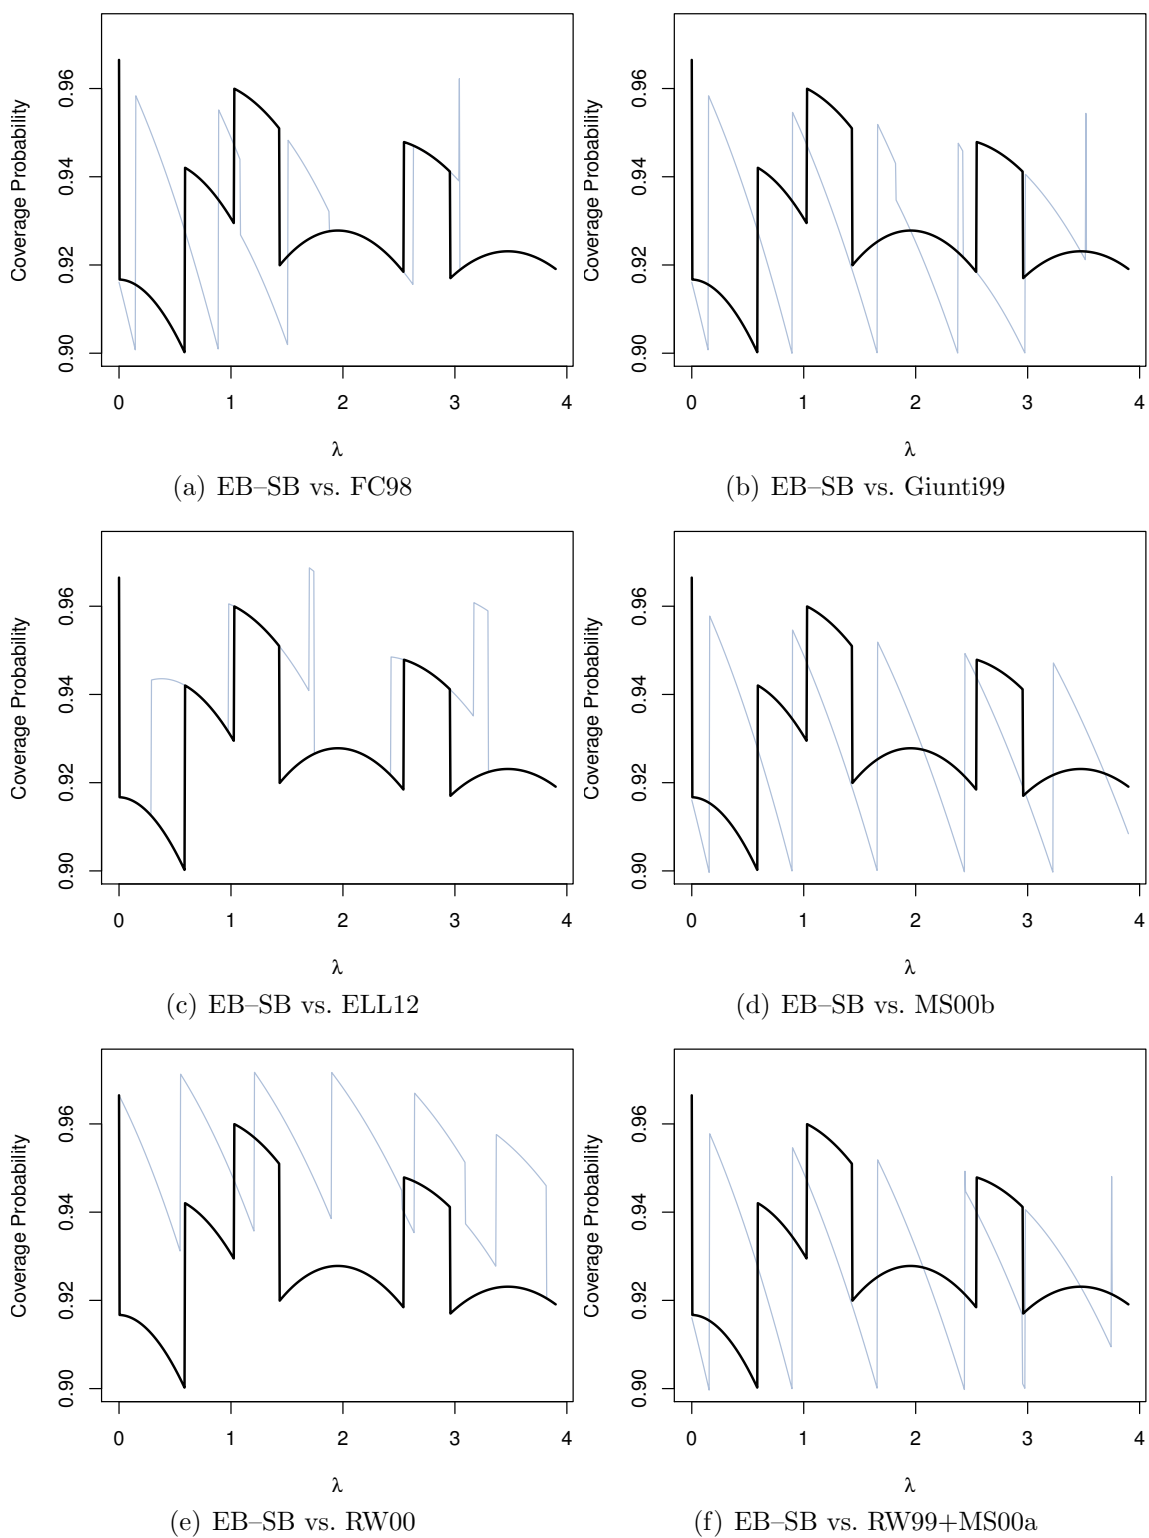 Coverage Probability
0.90 0.92 0.94 0.96
0 1 2 3 4
λ
(a) EB–SB vs. FC98
Coverage Probability
0.90 0.92 0.94 0.96
0 1 2 3 4
λ
(b) EB–SB vs. Giunti99
Coverage Probability
0.90 0.92 0.94 0.96
0 1 2 3 4
λ
(c) EB–SB vs. ELL12
Coverage Probability
0.90 0.92 0.94 0.96
0 1 2 3 4
λ
(d) EB–SB vs. MS00b
Coverage Probability
0.90 0.92 0.94 0.96
0 1 2 3 4
λ
(e) EB–SB vs. RW00
Coverage Probability
0.90 0.92 0.94 0.96
0 1 2 3 4
λ
(f) EB–SB vs. RW99+MS00a